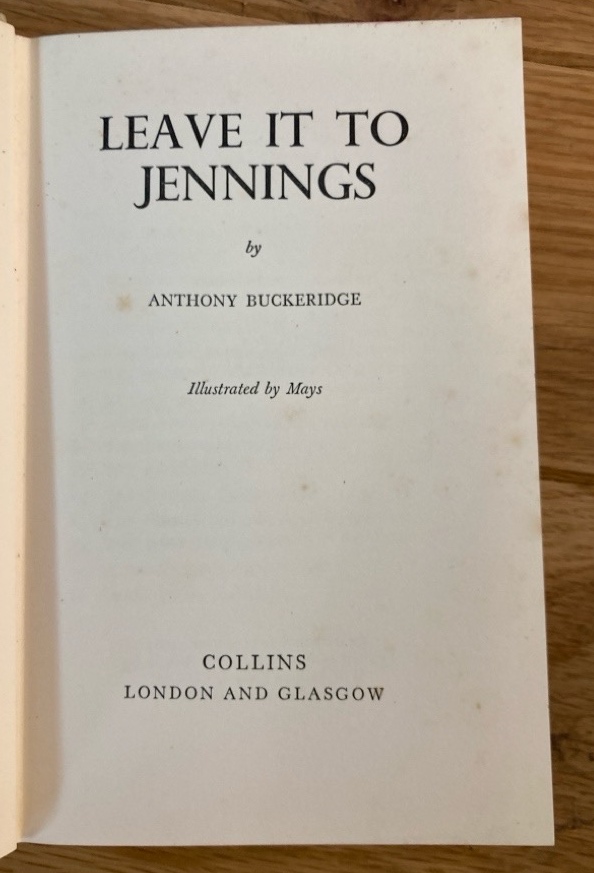 LEAVE IT TO
JENNINGS
by
ANTHONY BUCKERIDGE
Illustrated by Mays
COLLINS
LONDON AND GLASGOW